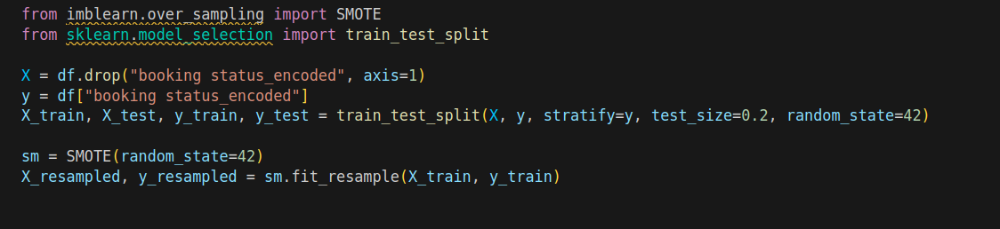 from imblearn.over_sampling import SMOTE
from sklearn.model_selection import train_test_split
X = df.drop("booking status_encoded", axis=1)
y = df["booking status_encoded"]
X_train, X_test, y_train, y_test = train_test_split(X, y, stratify=y, test_size=0.2, random_state=42)
sm = SMOTE(random_state=42)
X_resampled, y_resampled = sm.fit_resample(X_train, y_train)